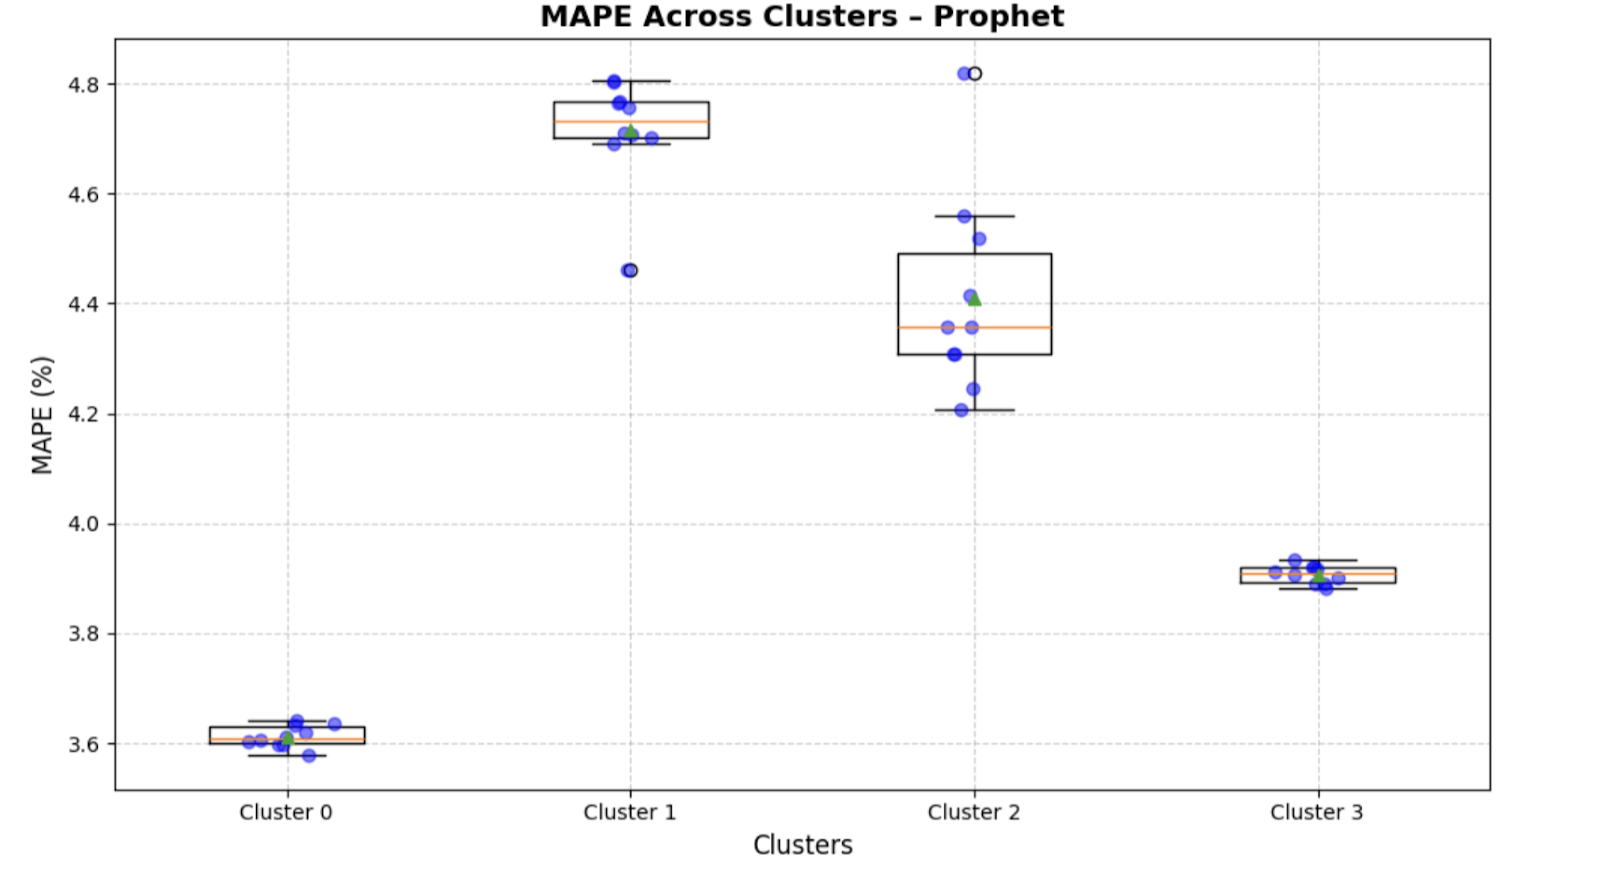 MAPE Across Clusters – Prophet
MAPE (%)
4.8
4.6
4.4
4.2
4.0
3.8
3.6
Cluster 0
Cluster 1
Cluster 2
Cluster 3
Clusters